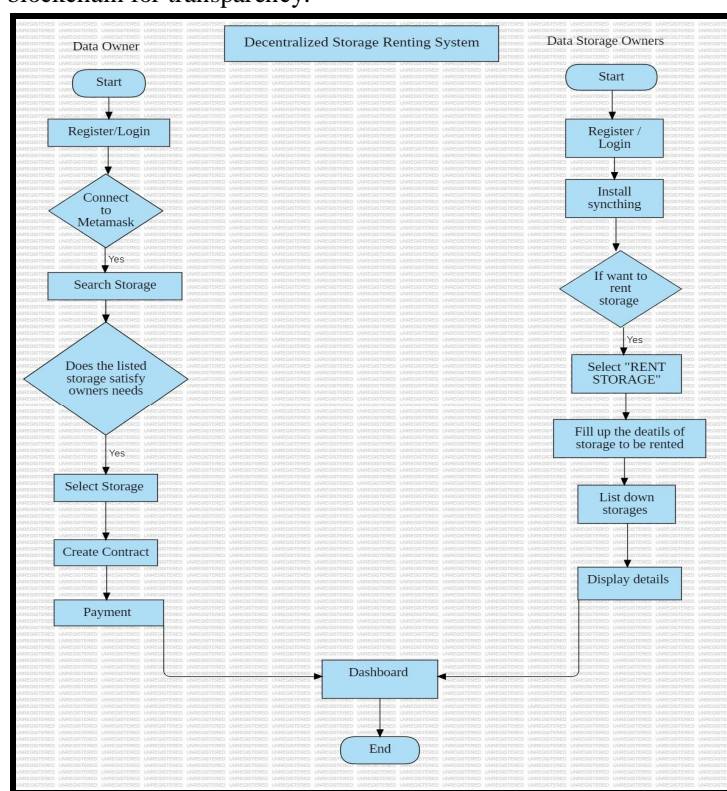 blockchain for transparency.
Decentralized Storage Renting System
Data Owner
Start
Register/Login
Connect
to
Metamask
Yes
Search Storage
Does the listed
storage satisfy
owners needs
Yes
Select Storage
Create Contract
Payment
Data Storage Owners
Start
Register /
Login
Install
syncthing
If want to
rent
storage
Yes
Select "RENT
STORAGE"
Fill up the deatils of
storage to be rented
List down
storages
Display details
Dashboard
End